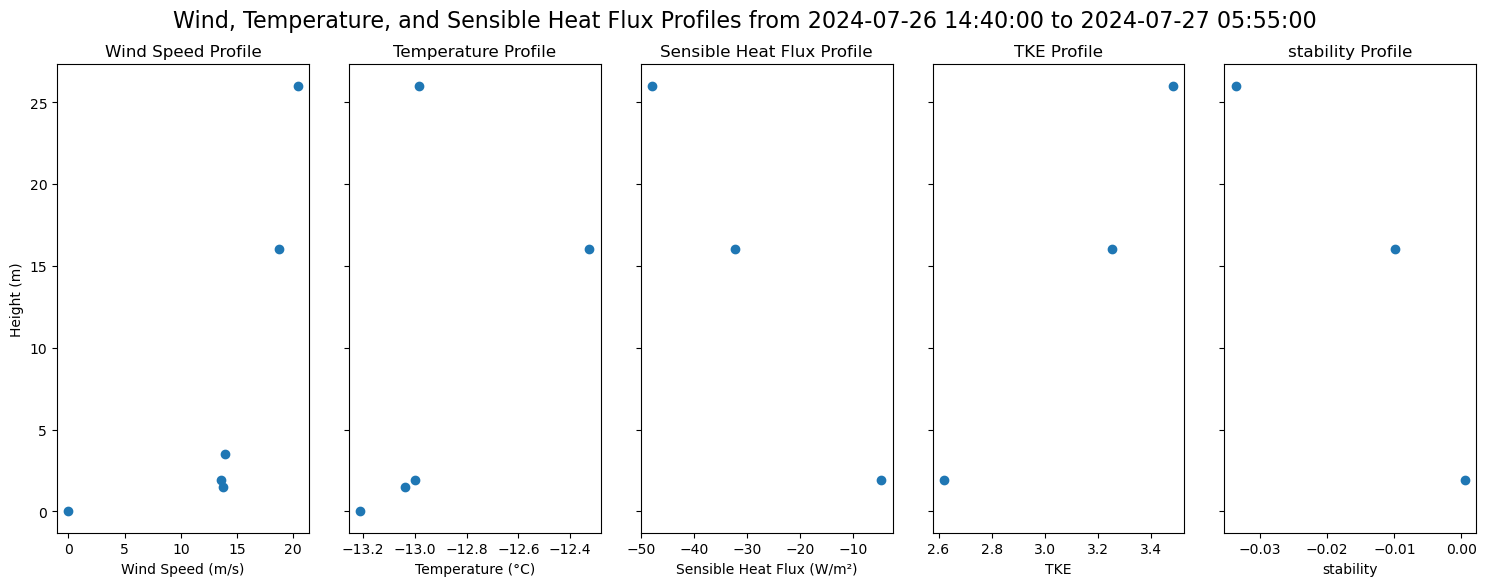 Wind, Temperature, and Sensible Heat Flux Profiles from 2024-07-26 14:40:00 to 2024-07-27 05:55:00
Wind Speed Profile
Temperature Profile
Sensible Heat Flux Profile
TKE Profile
stability Profile
25
20
15
10
5
0
Height (m)
0 5 10 15 20
−13.2 −13.0 −12.8 −12.6 −12.4
−50 −40 −30 −20 −10
2.6 2.8 3.0 3.2 3.4
−0.03 −0.02 −0.01 0.00
Wind Speed (m/s)
Temperature (°C)
Sensible Heat Flux (W/m²)
TKE
stability